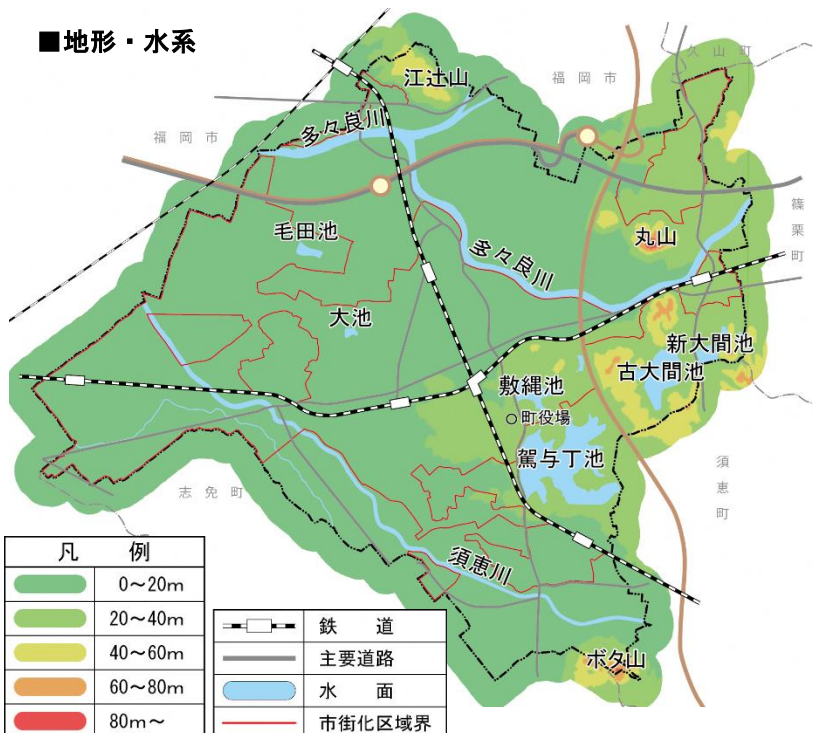 ■地形・水系
江辻山
福岡市
久山町
福岡市
多々良川
毛田池
丸山
篠栗町
多々良川
大池
新大間池
古大間池
敷縄池
町役場
駕与丁池
須恵町
志免町
須恵川
ボタ山
凡 例
0～20m
20～40m
40～60m
60～80m
80m～
鉄 道
主要道路
水 面
市街化区域界